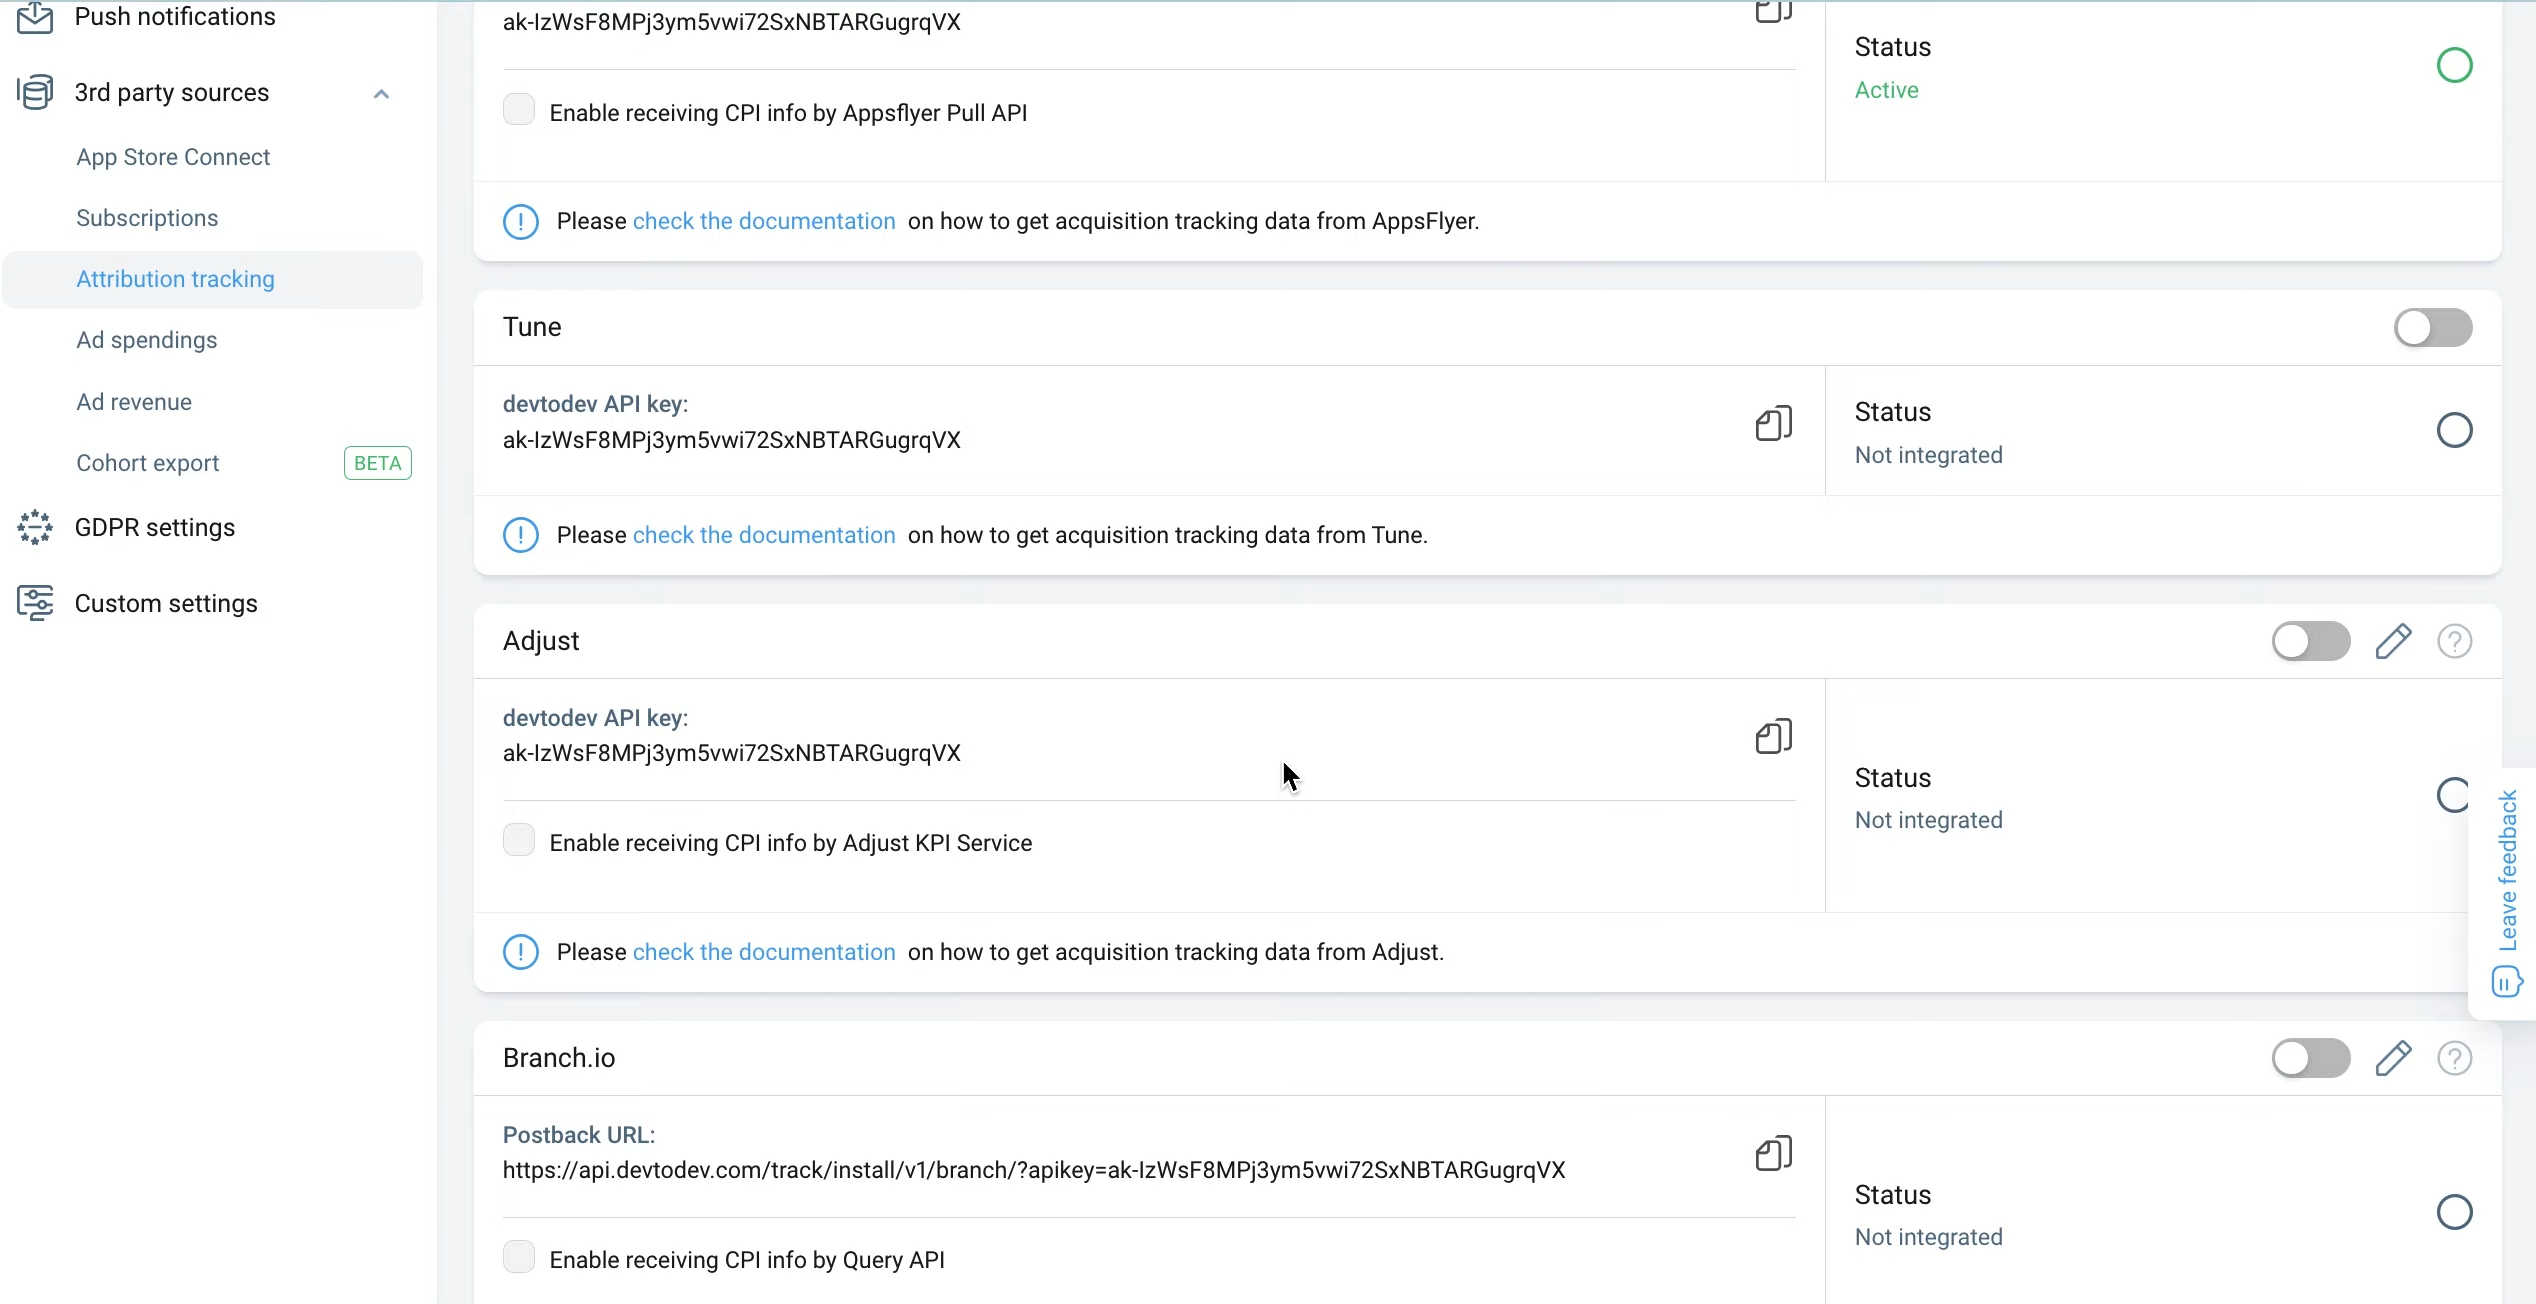 Push notifications
3rd party sources
App Store Connect
Subscriptions
Attribution tracking
Ad spendings
Ad revenue
Cohort export BETA
GDPR settings
Custom settings
ak-IzWsF8MPj3ym5vwi72SxNBTARGugrqVX
Enable receiving CPI info by Appsflyer Pull API
Status
Active
Please check the documentation on how to get acquisition tracking data from AppsFlyer.
Tune
devtodev API key:
ak-IzWsF8MPj3ym5vwi72SxNBTARGugrqVX
Status
Not integrated
Please check the documentation on how to get acquisition tracking data from Tune.
Adjust
devtodev API key:
ak-IzWsF8MPj3ym5vwi72SxNBTARGugrqVX
Enable receiving CPI info by Adjust KPI Service
Status
Not integrated
Please check the documentation on how to get acquisition tracking data from Adjust.
Branch.io
Postback URL:
https://api.devtodev.com/track/install/v1/branch/?apikey=ak-IzWsF8MPj3ym5vwi72SxNBTARGugrqVX
Enable receiving CPI info by Query API
Status
Not integrated
Leave feedback